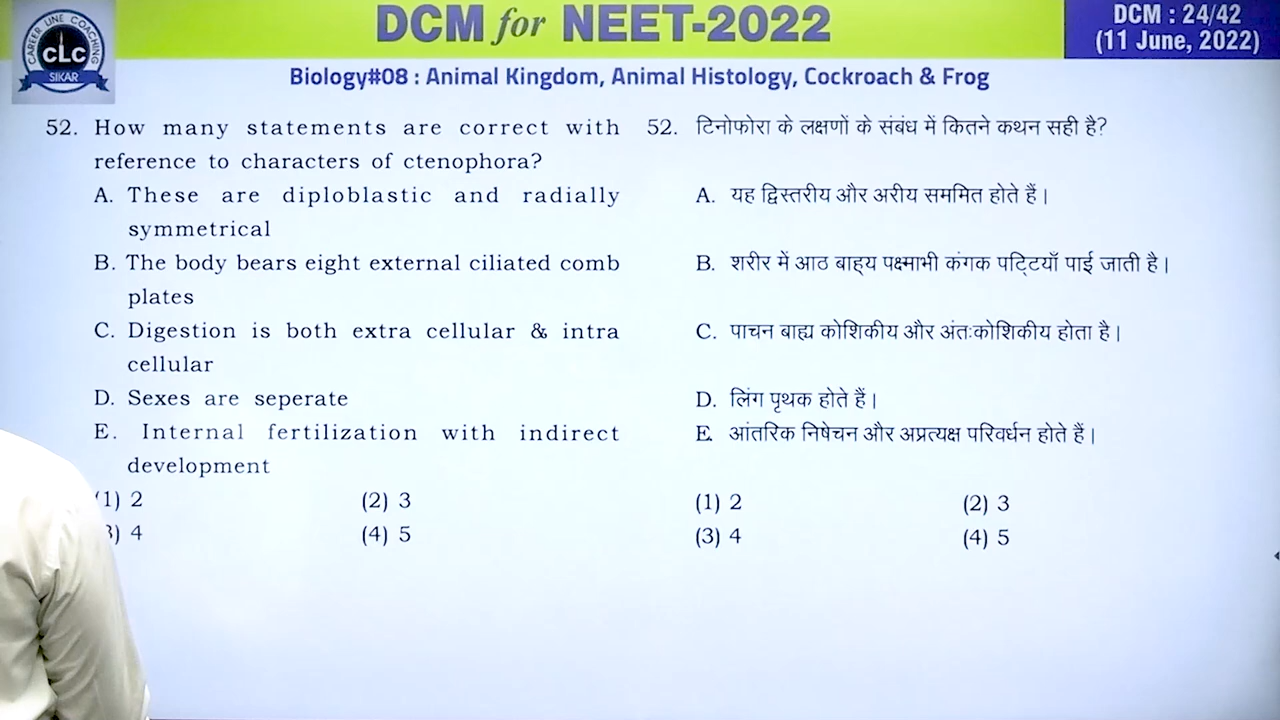 DCM for NEET-2022
DCM : 24/42
(11 June, 2022)
CAREER LINE COACHING
CLC
SIKAR
Biology#08 : Animal Kingdom, Animal Histology, Cockroach & Frog
52. How many statements are correct with
reference to characters of ctenophora?
A. These are diploblastic and radially
symmetrical
B. The body bears eight external ciliated comb
plates
C. Digestion is both extra cellular & intra
cellular
D. Sexes are seperate
E. Internal fertilization with indirect
development
(1) 2 (2) 3
3) 4 (4) 5
52. टिनोफोरा के लक्षणों के संबंध में कितने कथन सही है?
A. यह द्विस्तरीय और अरीय सममित होते हैं।
B. शरीर में आठ बाह्य पक्ष्माभी कंगक पट्टियाँ पाई जाती है।
C. पाचन बाह्य कोशिकीय और अंतःकोशिकीय होता है।
D. लिंग पृथक होते हैं।
E. आंतरिक निषेचन और अप्रत्यक्ष परिवर्धन होते हैं।
(1) 2 (2) 3
(3) 4 (4) 5